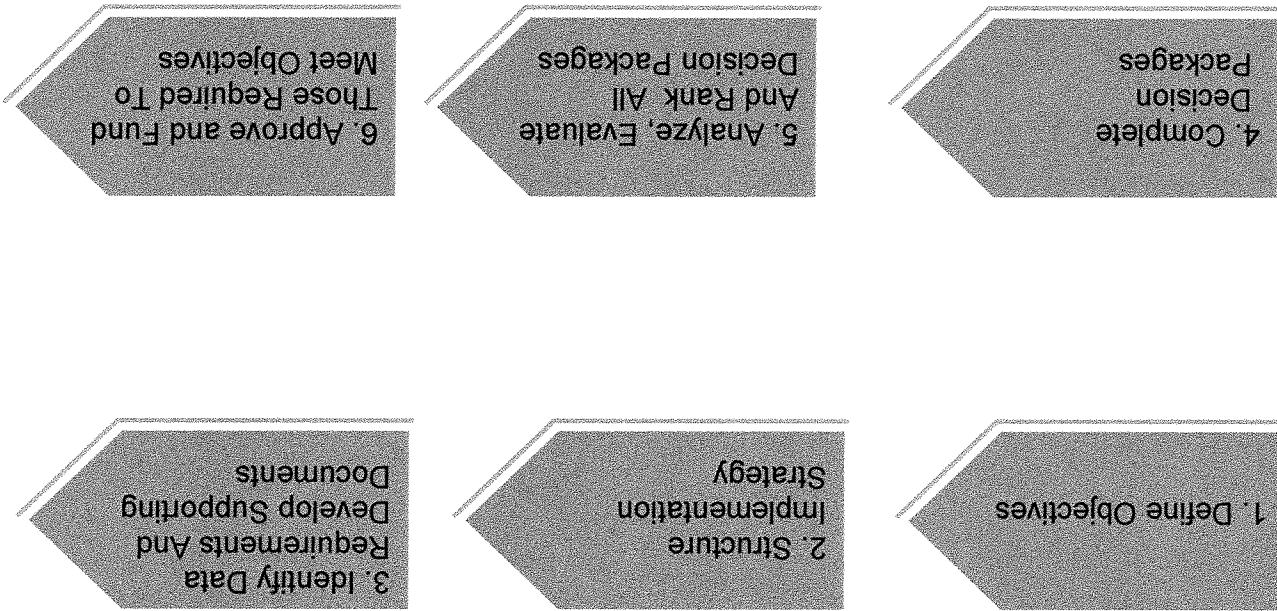 1. Define Objectives
2. Structure
Implementation
Strategy
3. Identify Data
Requirements And
Develop Supporting
Documents
4. Complete
Decision
Packages
5. Analyze, Evaluate
And Rank All
Decision Packages
6. Approve and Fund
Those Required To
Meet Objectives